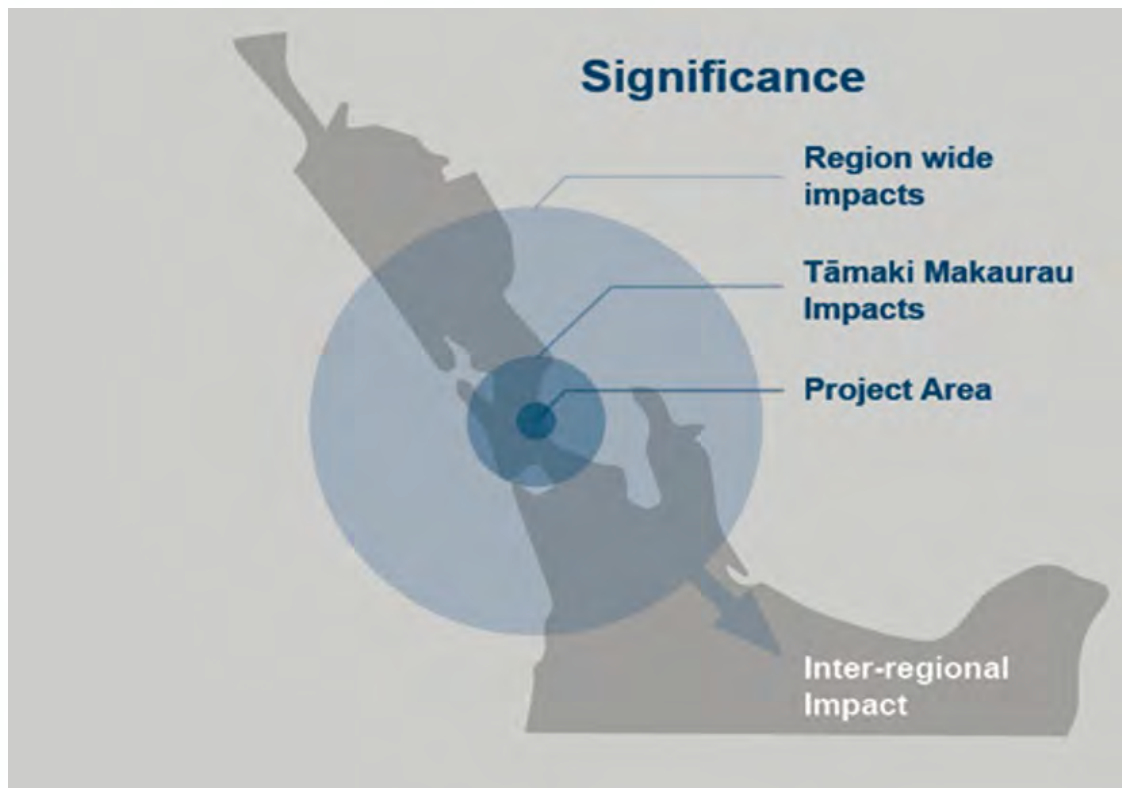 Significance
Region wide
impacts
Tāmaki Makaurau
Impacts
Project Area
Inter-regional
Impact